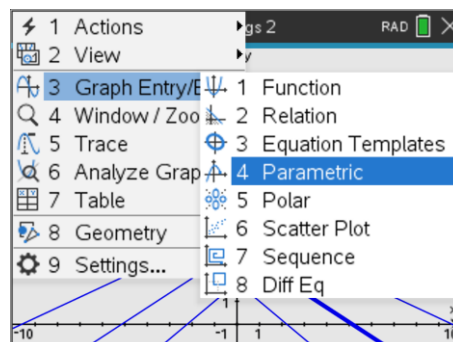 1 Actions
gs 2 RAD
2 View
y
3 Graph Entry/E
1 Function
4 Window / Zoo
2 Relation
5 Trace
3 Equation Templates
6 Analyze Grap
4 Parametric
7 Table
5 Polar
8 Geometry
6 Scatter Plot
9 Settings...
7 Sequence
8 Diff Eq
1
x
-10 -1 1 10